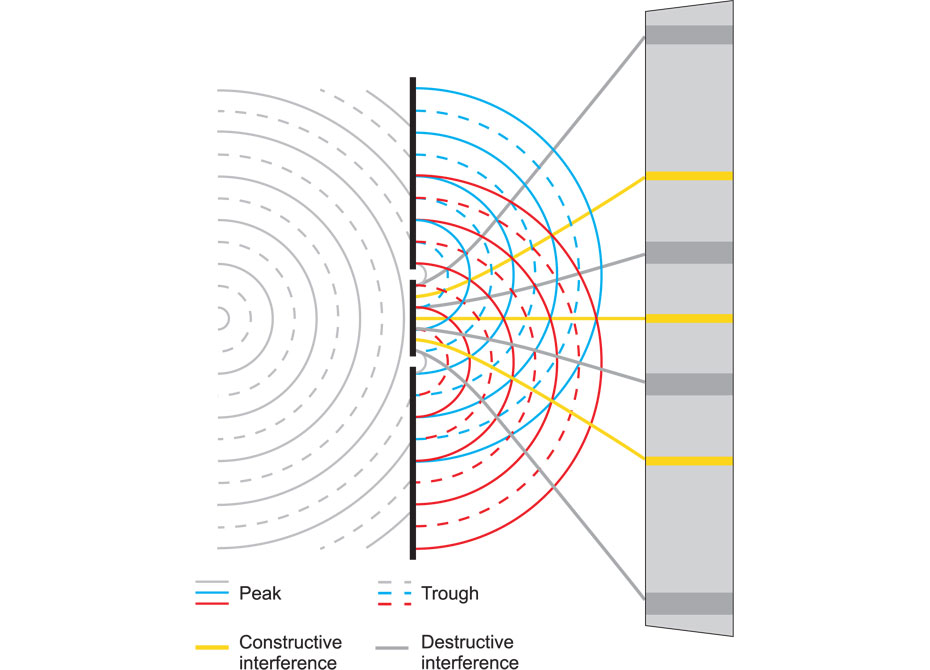 Peak
Trough
Constructive
interference
Destructive
interference